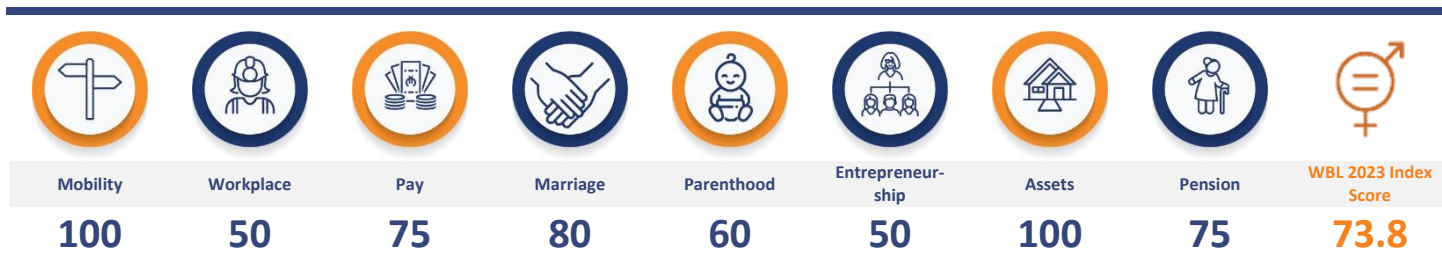 Mobility
Workplace
Pay
Marriage
Parenthood
Entrepreneur-
ship
Assets
Pension
WBL 2023 Index
Score
100
50
75
80
60
50
100
75
73.8